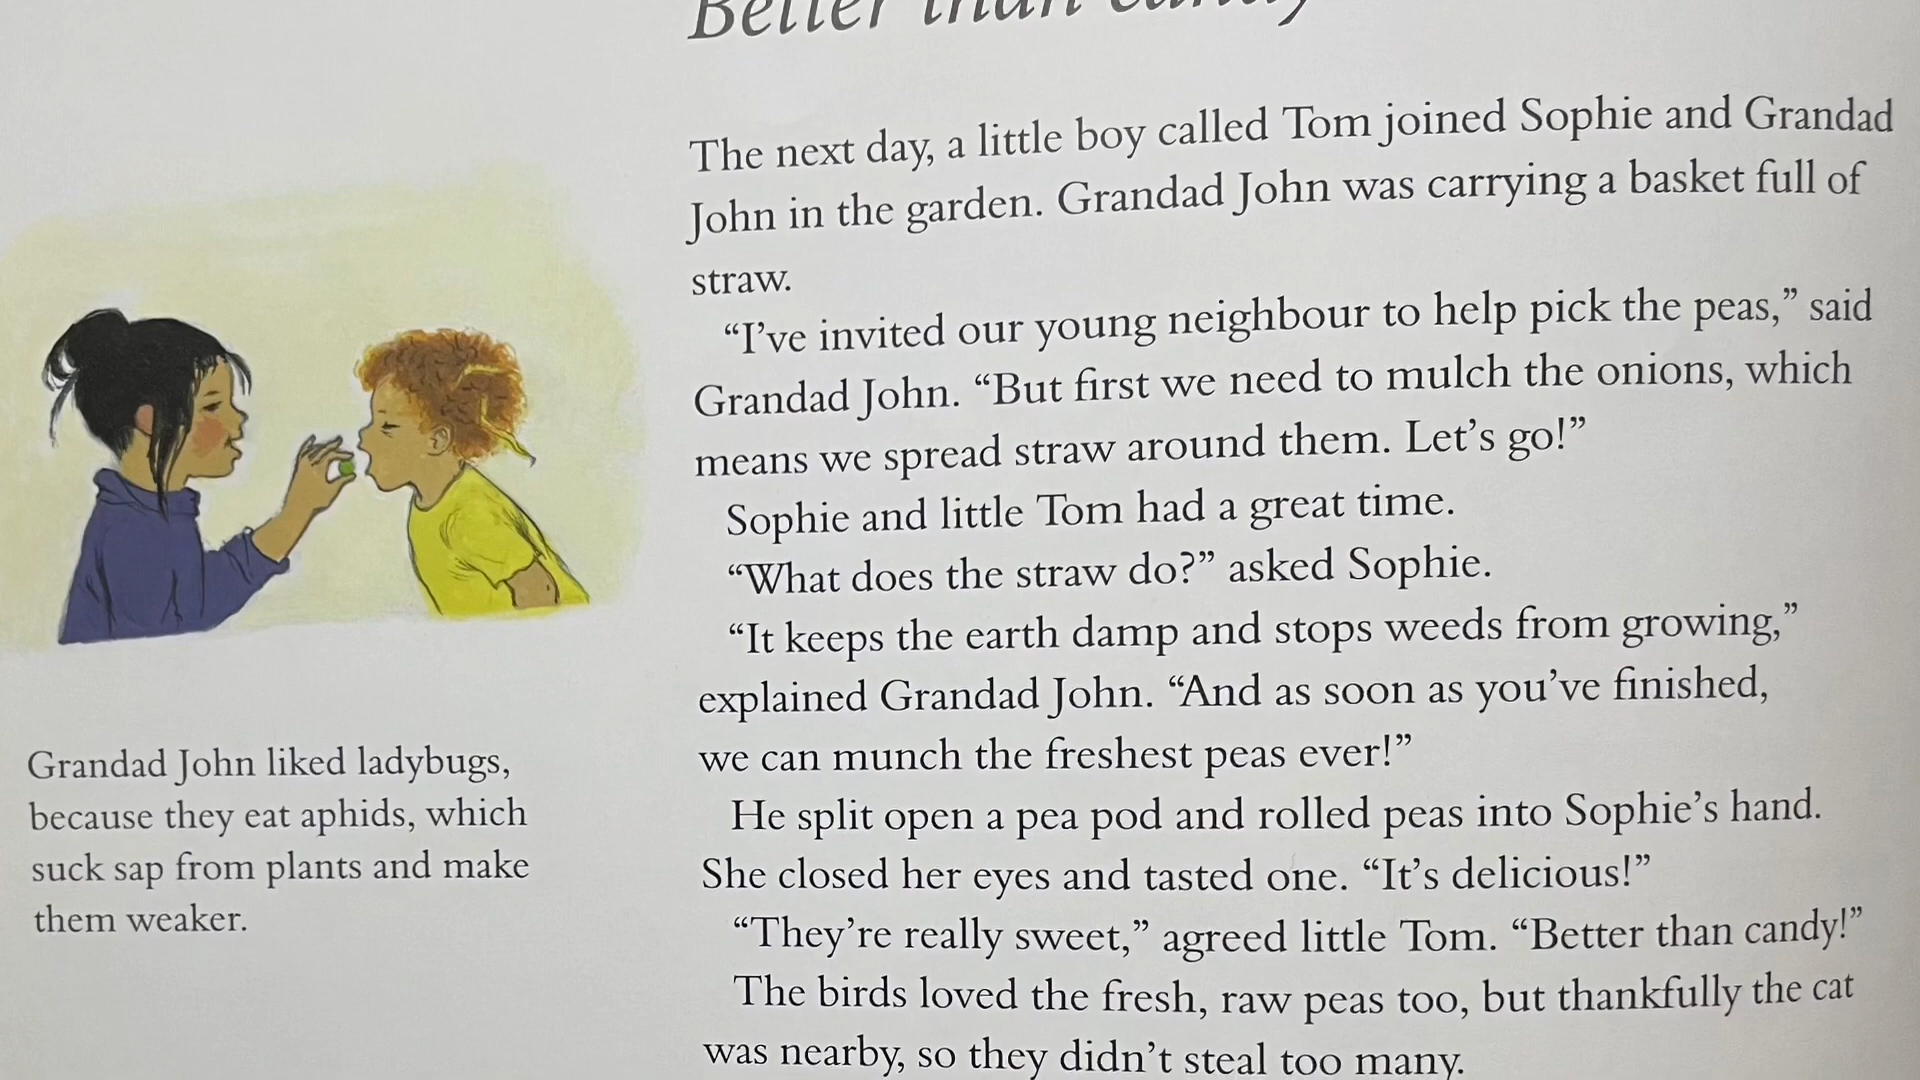 Better than candy
The next day, a little boy called Tom joined Sophie and Grandad
John in the garden. Grandad John was carrying a basket full of
straw.
“I’ve invited our young neighbour to help pick the peas,” said
Grandad John. “But first we need to mulch the onions, which
means we spread straw around them. Let’s go!”
Sophie and little Tom had a great time.
“What does the straw do?” asked Sophie.
“It keeps the earth damp and stops weeds from growing,”
explained Grandad John. “And as soon as you’ve finished,
we can munch the freshest peas ever!”
He split open a pea pod and rolled peas into Sophie’s hand.
She closed her eyes and tasted one. “It’s delicious!”
“They’re really sweet,” agreed little Tom. “Better than candy!”
The birds loved the fresh, raw peas too, but thankfully the cat
was nearby, so they didn’t steal too many.
Grandad John liked ladybugs,
because they eat aphids, which
suck sap from plants and make
them weaker.